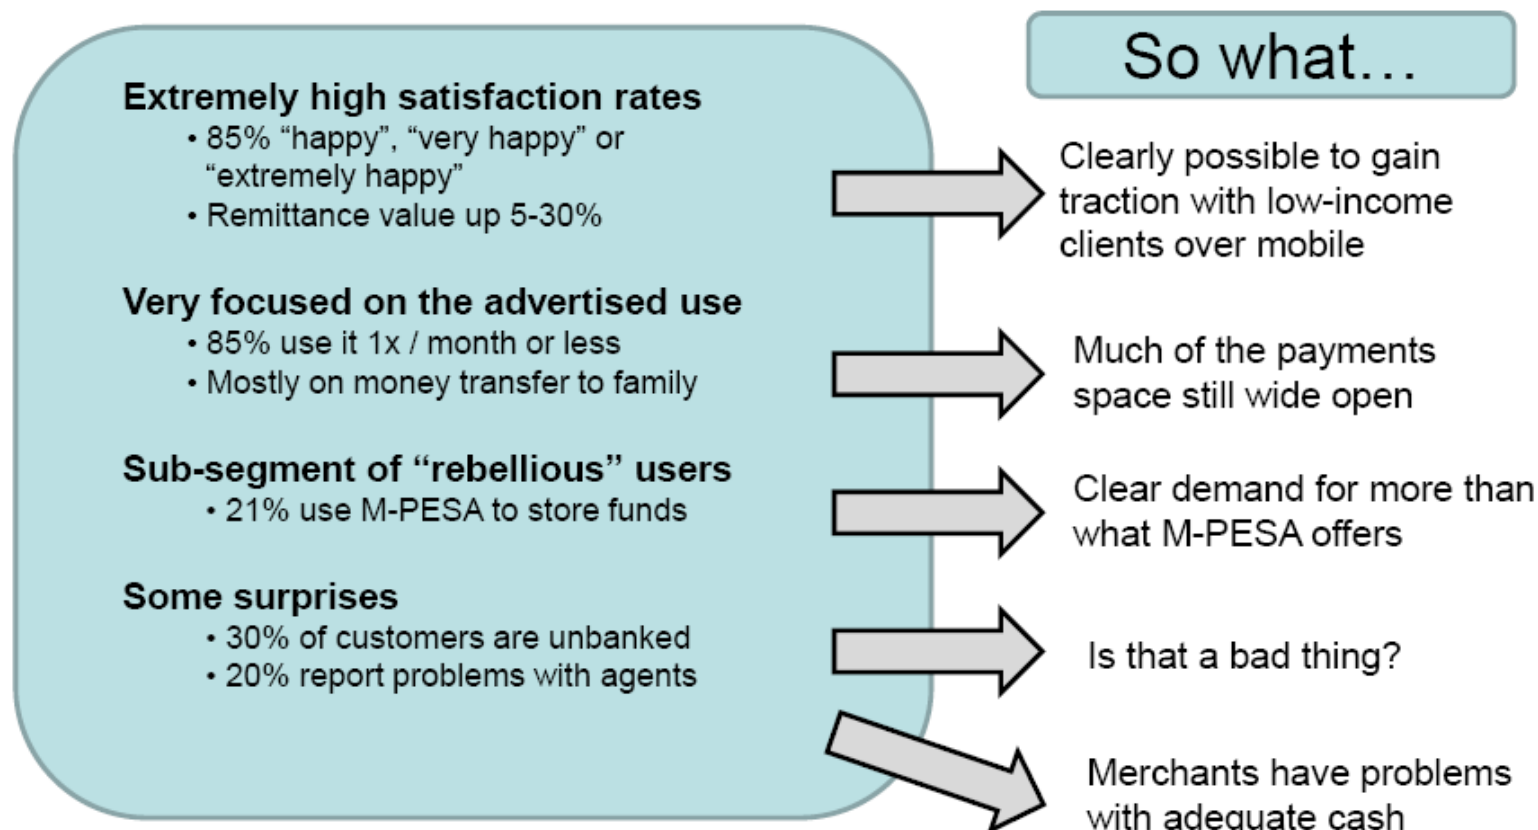 So what…
Extremely high satisfaction rates
• 85% “happy”, “very happy” or
“extremely happy”
• Remittance value up 5-30%
Clearly possible to gain
traction with low-income
clients over mobile
Very focused on the advertised use
• 85% use it 1x / month or less
• Mostly on money transfer to family
Much of the payments
space still wide open
Sub-segment of “rebellious” users
• 21% use M-PESA to store funds
Clear demand for more than
what M-PESA offers
Some surprises
• 30% of customers are unbanked
• 20% report problems with agents
Is that a bad thing?
Merchants have problems
with adequate cash